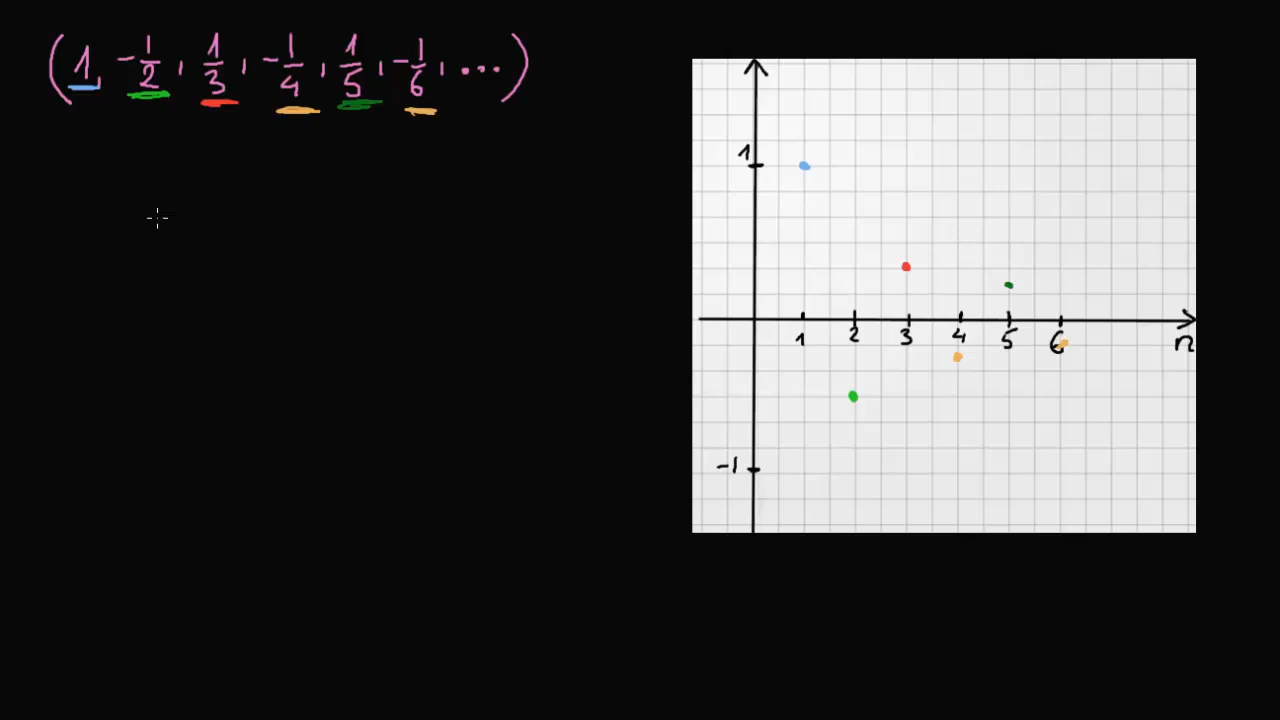 (1, -1/2, 1/3, -1/4, 1/5, -1/6, ...)
1
1 2 3 4 5 6 n
-1